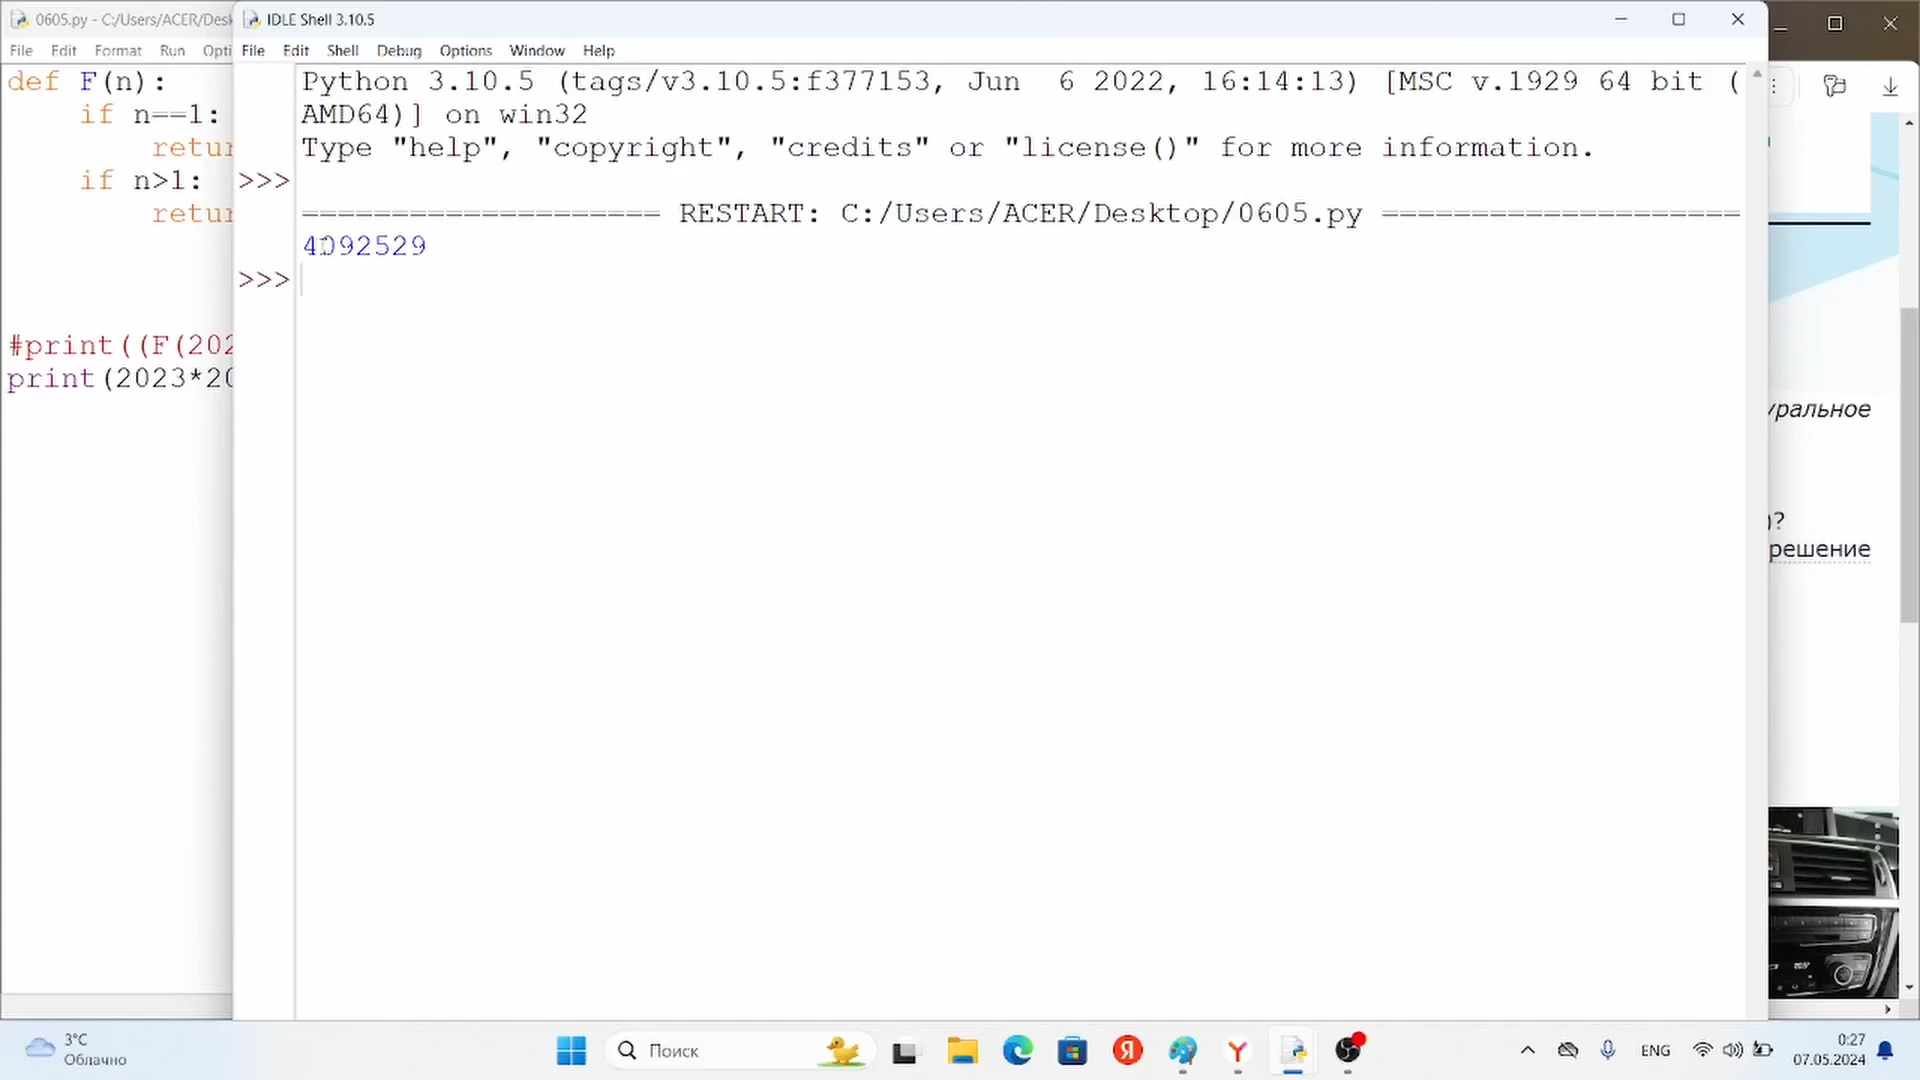 0605.py - C:/Users/ACER/Desk
File Edit Format Run Opti
def F(n):
if n==1:
retur
if n>1:
retur
#print((F(202
print(2023*20
IDLE Shell 3.10.5
File Edit Shell Debug Options Window Help
Python 3.10.5 (tags/v3.10.5:f377153, Jun  6 2022, 16:14:13) [MSC v.1929 64 bit (
AMD64)] on win32
Type "help", "copyright", "credits" or "license()" for more information.
>>>
==================== RESTART: C:/Users/ACER/Desktop/0605.py ====================
4092529
>>>
уральное
)?
решение
3°C
Облачно
Поиск
ENG
0:27
07.05.2024